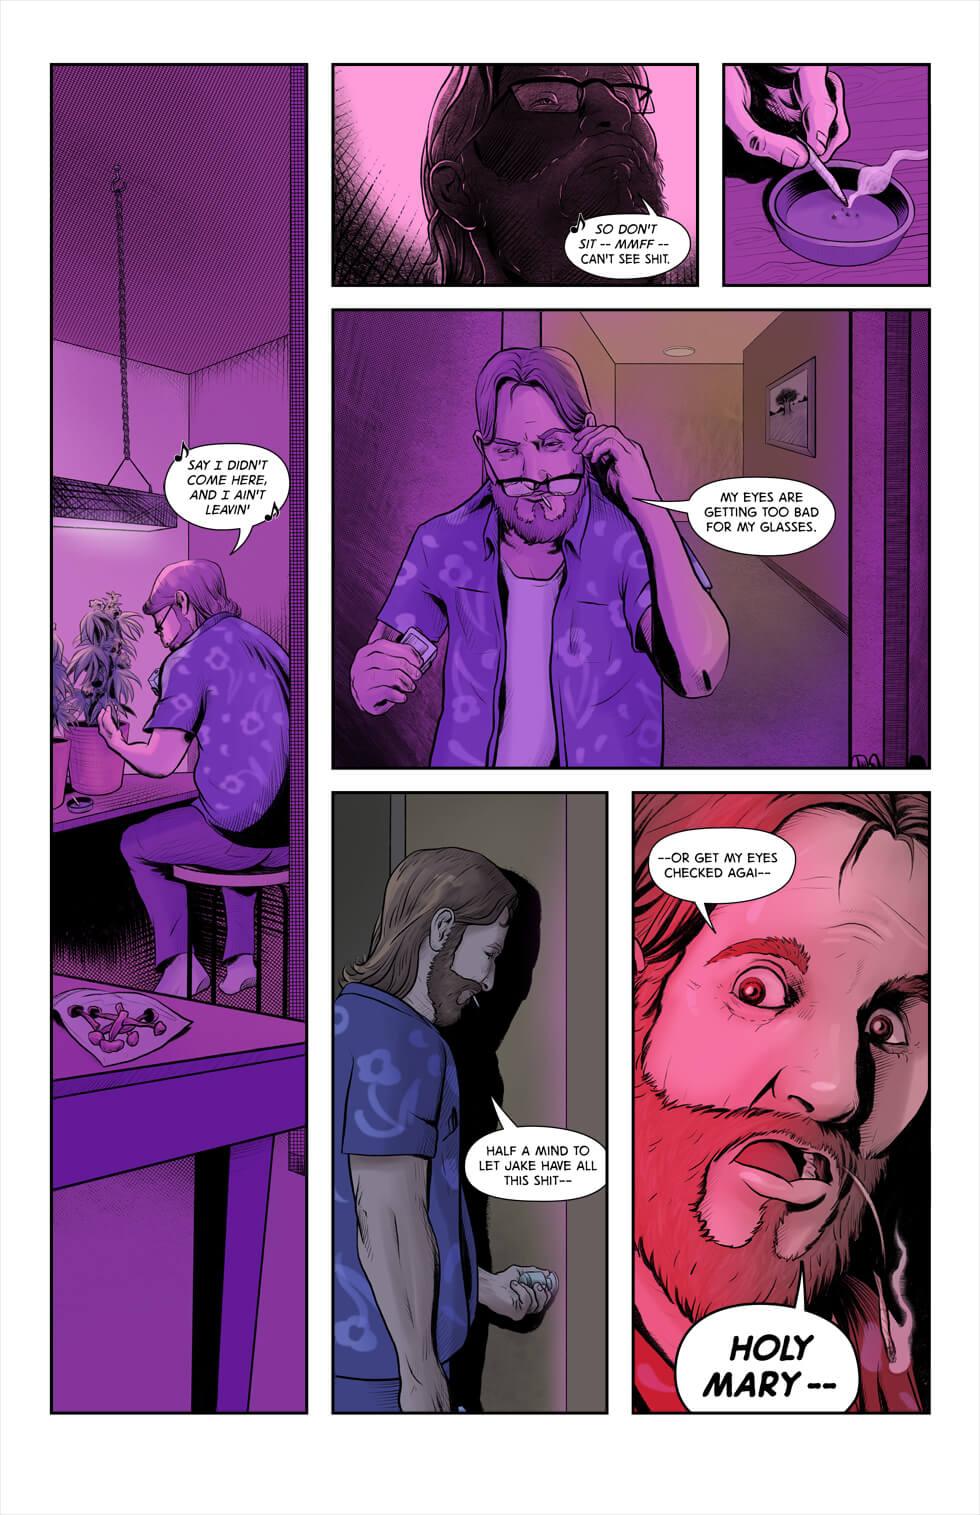 SAY I DIDN'T
COME HERE,
AND I AIN'T
LEAVIN'
SO DON'T
SIT -- MMFF --
CAN'T SEE SHIT.
MY EYES ARE
GETTING TOO BAD
FOR MY GLASSES.
HALF A MIND TO
LET JAKE HAVE ALL
THIS SHIT--
--OR GET MY EYES
CHECKED AGAI--
HOLY
MARY --